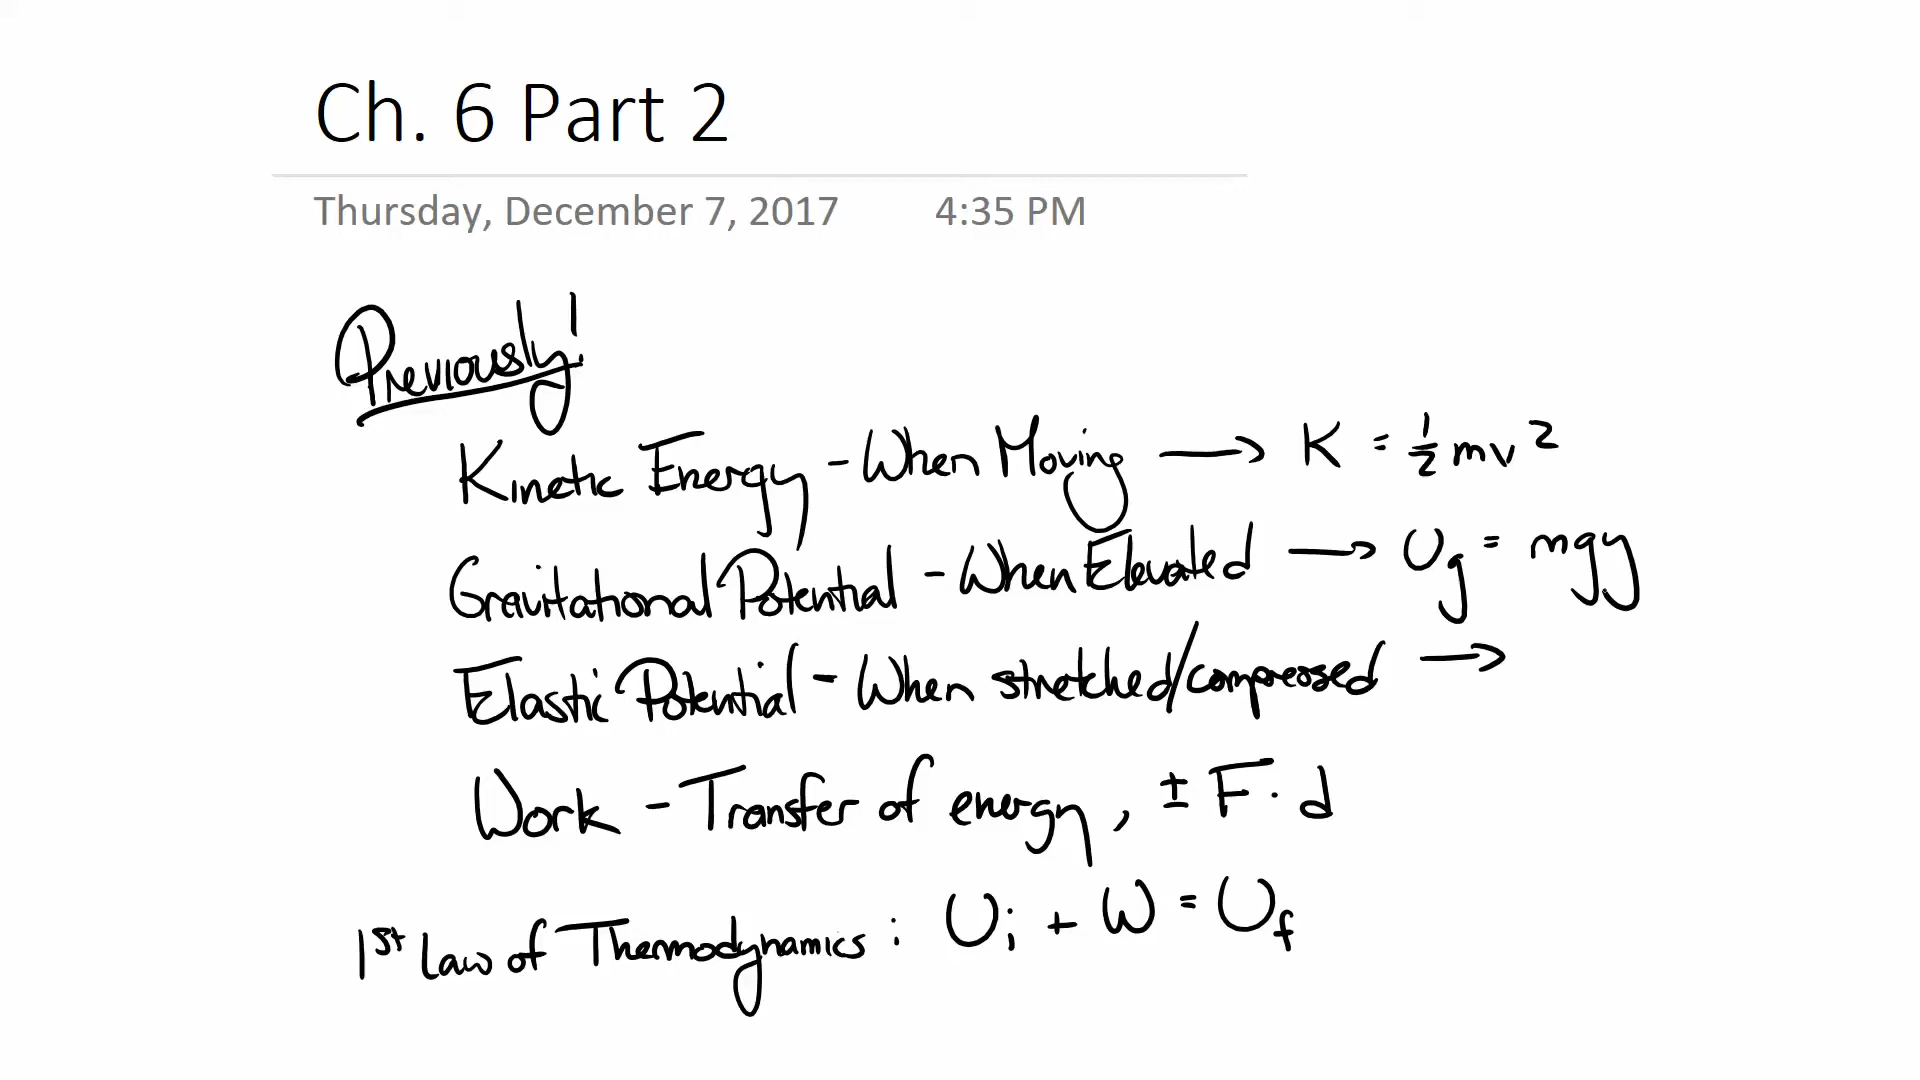 Ch. 6 Part 2
Thursday, December 7, 2017 4:35 PM
Previously!
Kinetic Energy - When Moving → K = ½mv²
Gravitational Potential - When Elevated → Ug = mgy
Elastic Potential - When stretched/compressed →
Work - Transfer of energy, ± F · d
1st Law of Thermodynamics: Ui + W = Uf